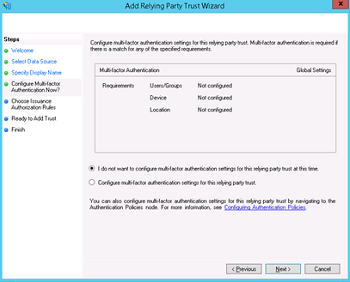 Add Relying Party Trust Wizard
Steps
Welcome
Select Data Source
Specify Display Name
Configure Multi-factor
Authentication Now?
Choose Issuance
Authorization Rules
Ready to Add Trust
Finish
Configure multi-factor authentication settings for this relying party trust. Multi-factor authentication is required if
there is a match for any of the specified requirements.
Multi-factor Authentication Global Settings
Requirements Users/Groups Not configured
Device Not configured
Location Not configured
I do not want to configure multi-factor authentication settings for this relying party trust at this time.
Configure multi-factor authentication settings for this relying party trust.
You can also configure multi-factor authentication settings for this relying party trust by navigating to the
Authentication Policies node. For more information, see Configuring Authentication Policies.
< Previous Next > Cancel